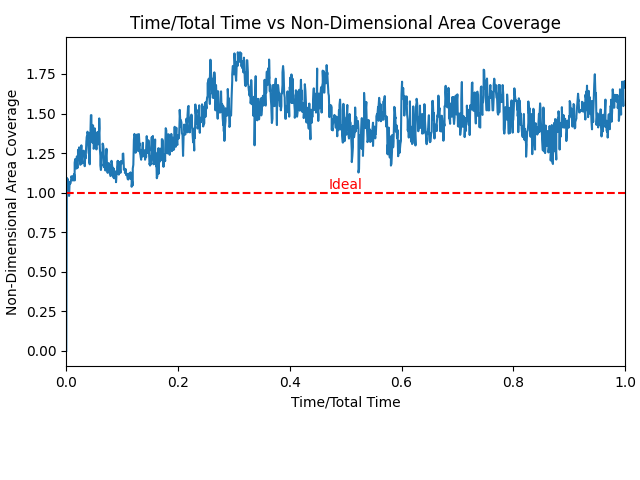 Time/Total Time vs Non-Dimensional Area Coverage
Non-Dimensional Area Coverage
1.75
1.50
1.25
1.00
0.75
0.50
0.25
0.00
Ideal
0.0 0.2 0.4 0.6 0.8 1.0
Time/Total Time